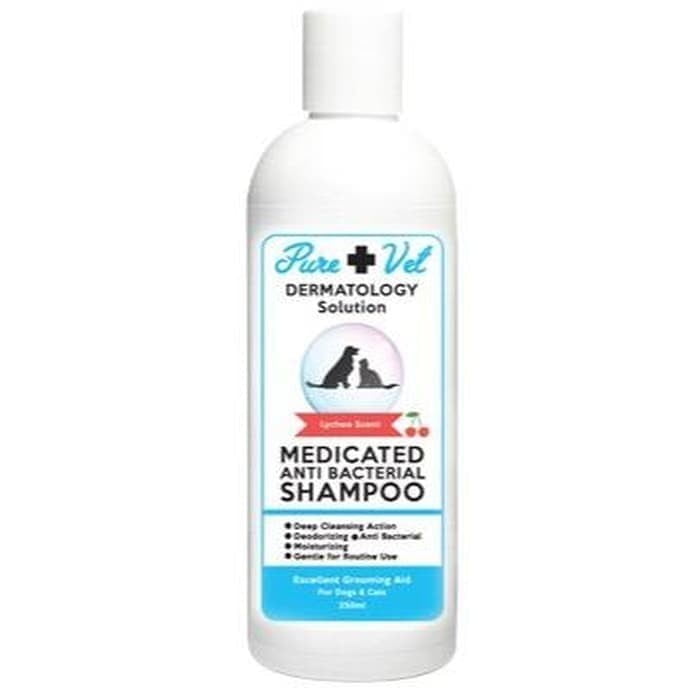 Pure Vet
DERMATOLOGY
Solution
Lychee Scent
MEDICATED
ANTI BACTERIAL
SHAMPOO
Deep Cleansing Action
Deodorizing ● Anti Bacterial
Moisturizing
Gentle for Routine Use
Excellent Grooming Aid
For Dogs & Cats
250ml